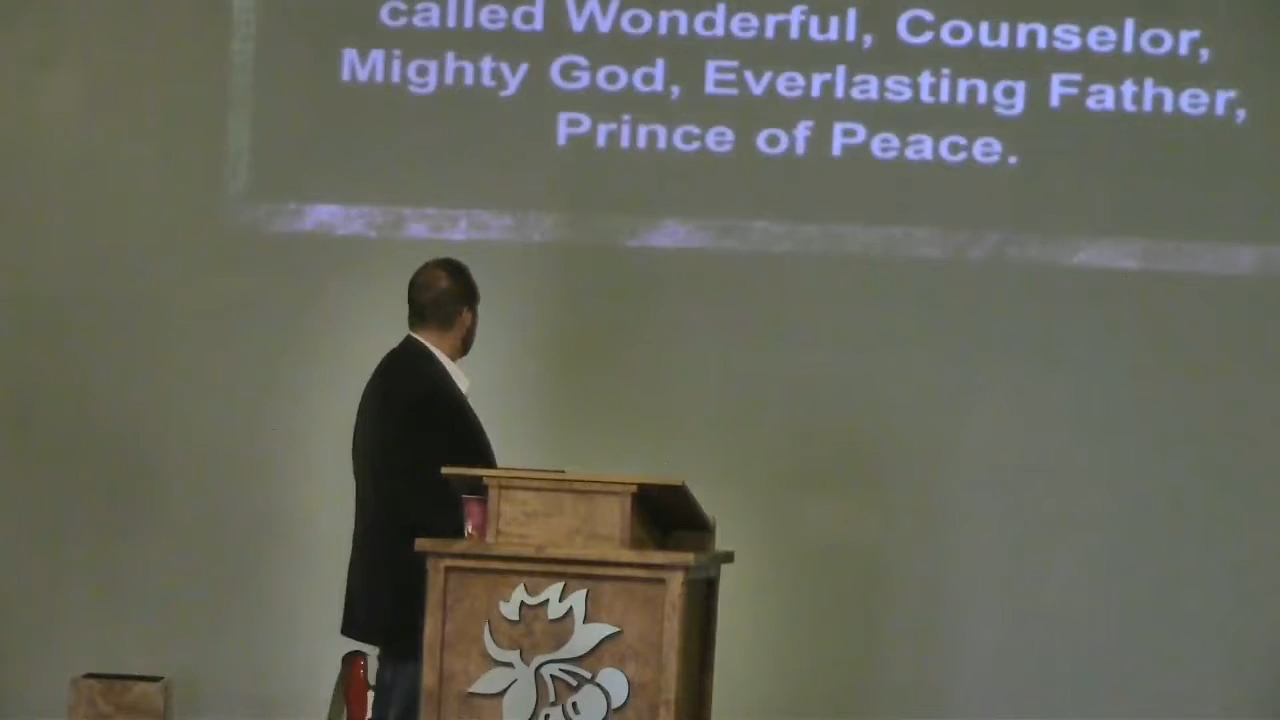 called Wonderful, Counselor,
Mighty God, Everlasting Father,
Prince of Peace.